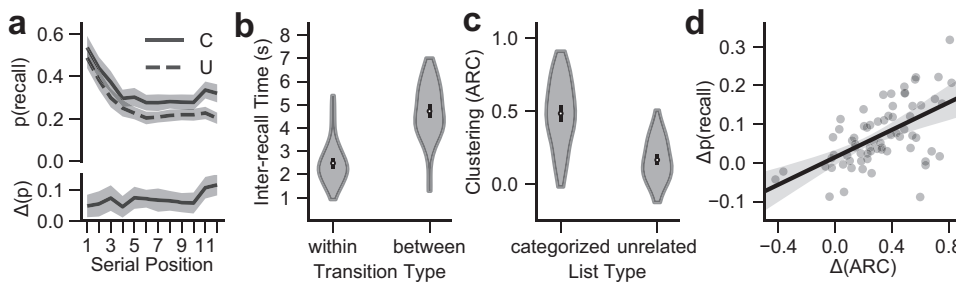 a
C
U
p(recall)
0.6
0.4
0.2
0.0
Δ(p)
0.1
0.0
1 3 5 7 9 11
Serial Position
b
Inter-recall Time (s)
8
7
6
5
4
3
2
1
within between
Transition Type
c
Clustering (ARC)
1.0
0.5
0.0
categorized unrelated
List Type
d
Δp(recall)
0.3
0.2
0.1
0.0
−0.1
−0.4 0.0 0.4 0.8
Δ(ARC)